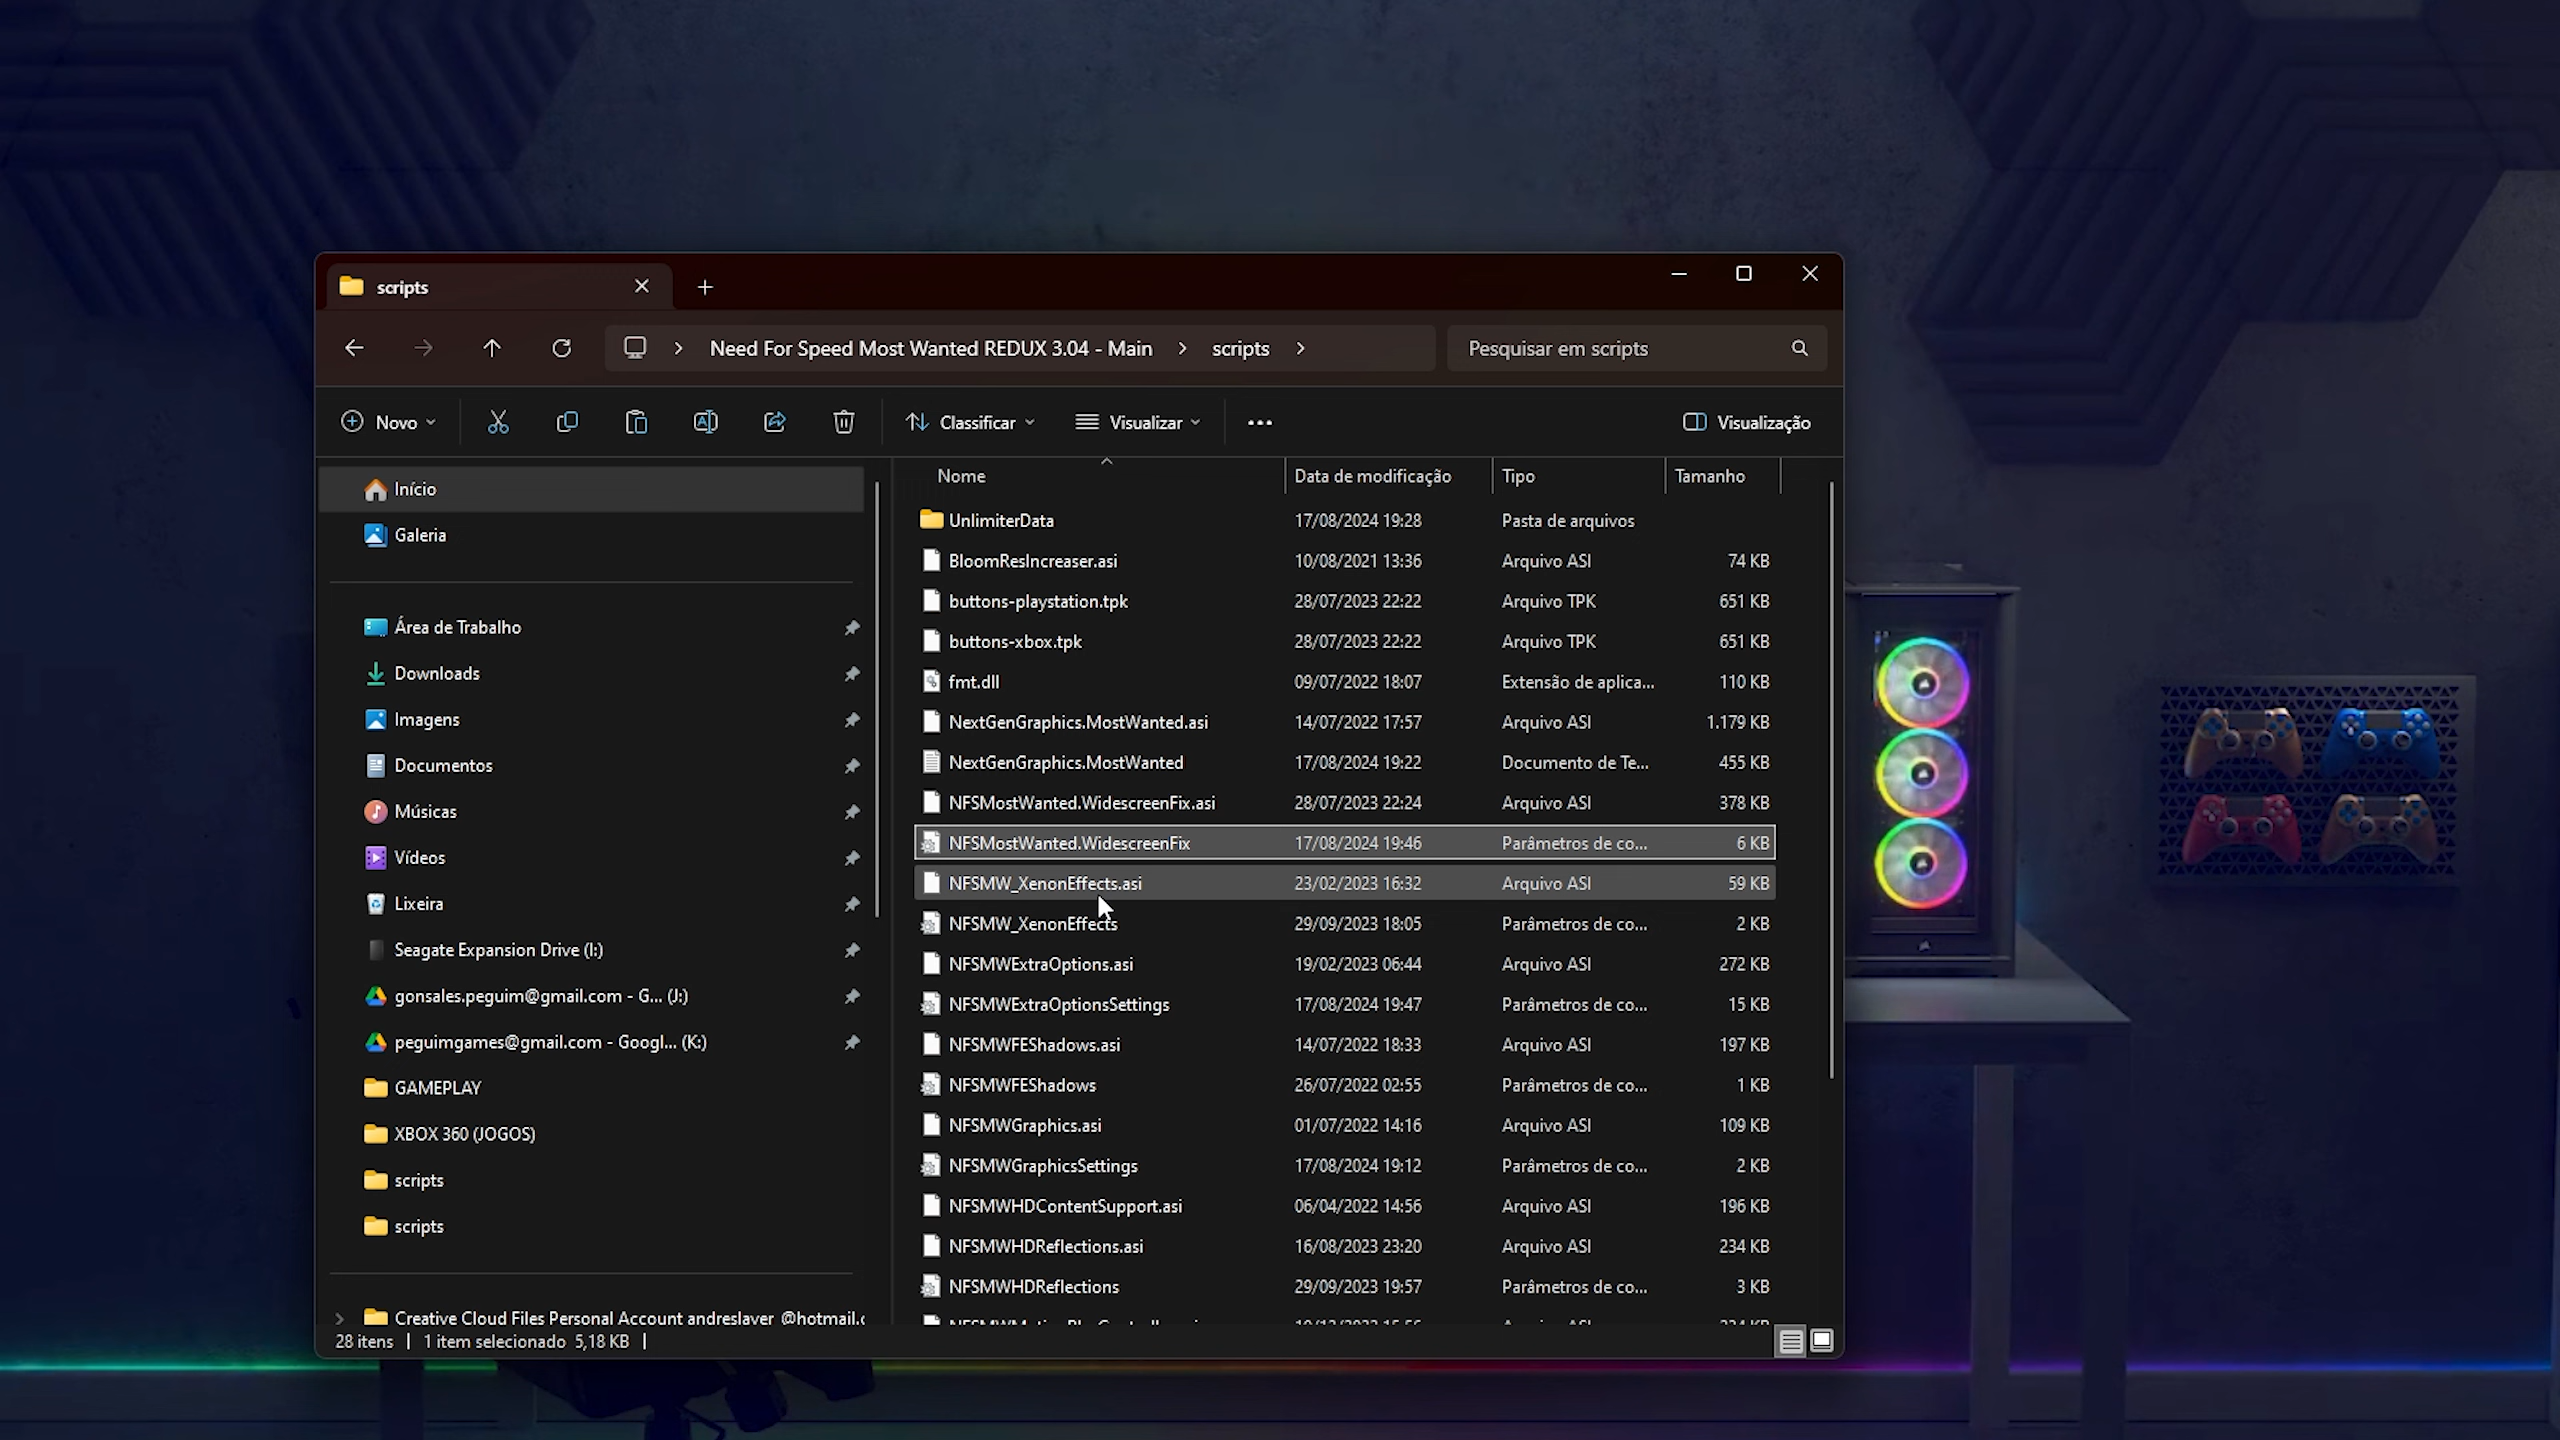 scripts
Need For Speed Most Wanted REDUX 3.04 - Main > scripts >
Pesquisar em scripts
Novo
Classificar
Visualizar
Visualização
Início
Galeria
Área de Trabalho
Downloads
Imagens
Documentos
Músicas
Vídeos
Lixeira
Seagate Expansion Drive (I:)
gonsales.peguim@gmail.com - G... (J:)
peguimgames@gmail.com - Googl... (K:)
GAMEPLAY
XBOX 360 (JOGOS)
scripts
scripts
Creative Cloud Files Personal Account andreslayer @hotmail.c
Nome Data de modificação Tipo Tamanho
UnlimiterData 17/08/2024 19:28 Pasta de arquivos
BloomResIncreaser.asi 10/08/2021 13:36 Arquivo ASI 74 KB
buttons-playstation.tpk 28/07/2023 22:22 Arquivo TPK 651 KB
buttons-xbox.tpk 28/07/2023 22:22 Arquivo TPK 651 KB
fmt.dll 09/07/2022 18:07 Extensão de aplica... 110 KB
NextGenGraphics.MostWanted.asi 14/07/2022 17:57 Arquivo ASI 1.179 KB
NextGenGraphics.MostWanted 17/08/2024 19:22 Documento de Te... 455 KB
NFSMostWanted.WidescreenFix.asi 28/07/2023 22:24 Arquivo ASI 378 KB
NFSMostWanted.WidescreenFix 17/08/2024 19:46 Parâmetros de co... 6 KB
NFSMW_XenonEffects.asi 23/02/2023 16:32 Arquivo ASI 59 KB
NFSMW_XenonEffects 29/09/2023 18:05 Parâmetros de co... 2 KB
NFSMWExtraOptions.asi 19/02/2023 06:44 Arquivo ASI 272 KB
NFSMWExtraOptionsSettings 17/08/2024 19:47 Parâmetros de co... 15 KB
NFSMWFEShadows.asi 14/07/2022 18:33 Arquivo ASI 197 KB
NFSMWFEShadows 26/07/2022 02:55 Parâmetros de co... 1 KB
NFSMWGraphics.asi 01/07/2022 14:16 Arquivo ASI 109 KB
NFSMWGraphicsSettings 17/08/2024 19:12 Parâmetros de co... 2 KB
NFSMWHDContentSupport.asi 06/04/2022 14:56 Arquivo ASI 196 KB
NFSMWHDReflections.asi 16/08/2023 23:20 Arquivo ASI 234 KB
NFSMWHDReflections 29/09/2023 19:57 Parâmetros de co... 3 KB
28 itens | 1 item selecionado 5,18 KB |